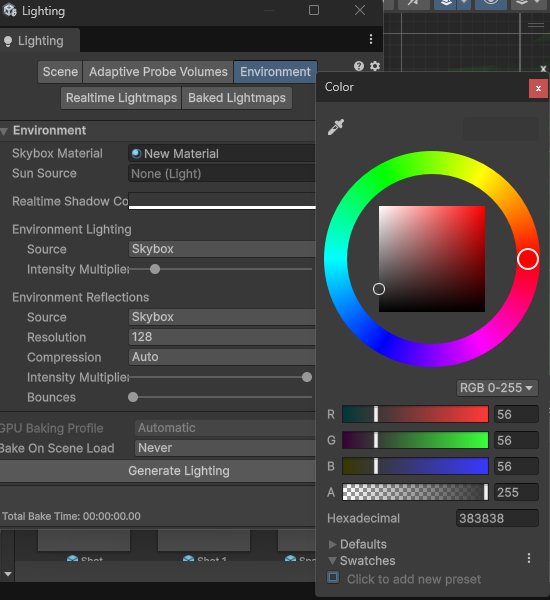 Lighting
Lighting
Scene Adaptive Probe Volumes Environment
Realtime Lightmaps Baked Lightmaps
Environment
Skybox Material New Material
Sun Source None (Light)
Realtime Shadow Co
Environment Lighting
Source Skybox
Intensity Multiplier
Environment Reflections
Source Skybox
Resolution 128
Compression Auto
Intensity Multiplier
Bounces
GPU Baking Profile Automatic
Bake On Scene Load Never
Generate Lighting
Total Bake Time: 00:00:00.00
Shot Shot 1
x
Color x
RGB 0-255
R 56
G 56
B 56
A 255
Hexadecimal 383838
Defaults
Swatches
Click to add new preset